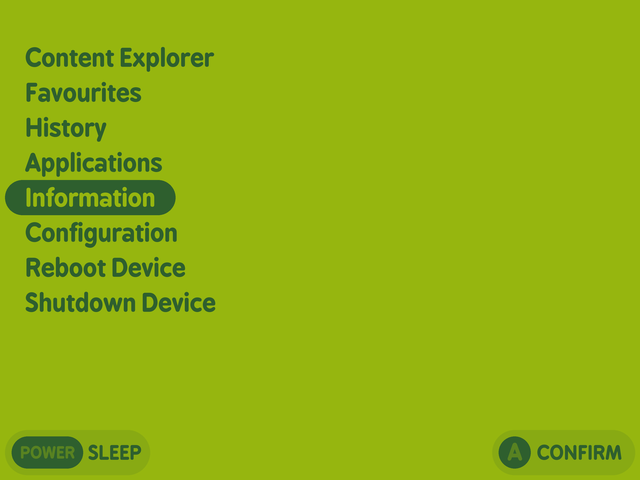 Content Explorer
Favourites
History
Applications
Information
Configuration
Reboot Device
Shutdown Device
POWER SLEEP
A CONFIRM